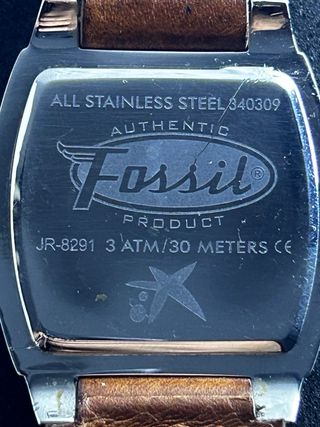 ALL STAINLESS STEEL 340309
AUTHENTIC
Fossil®
PRODUCT
JR-8291 3 ATM/30 METERS CE